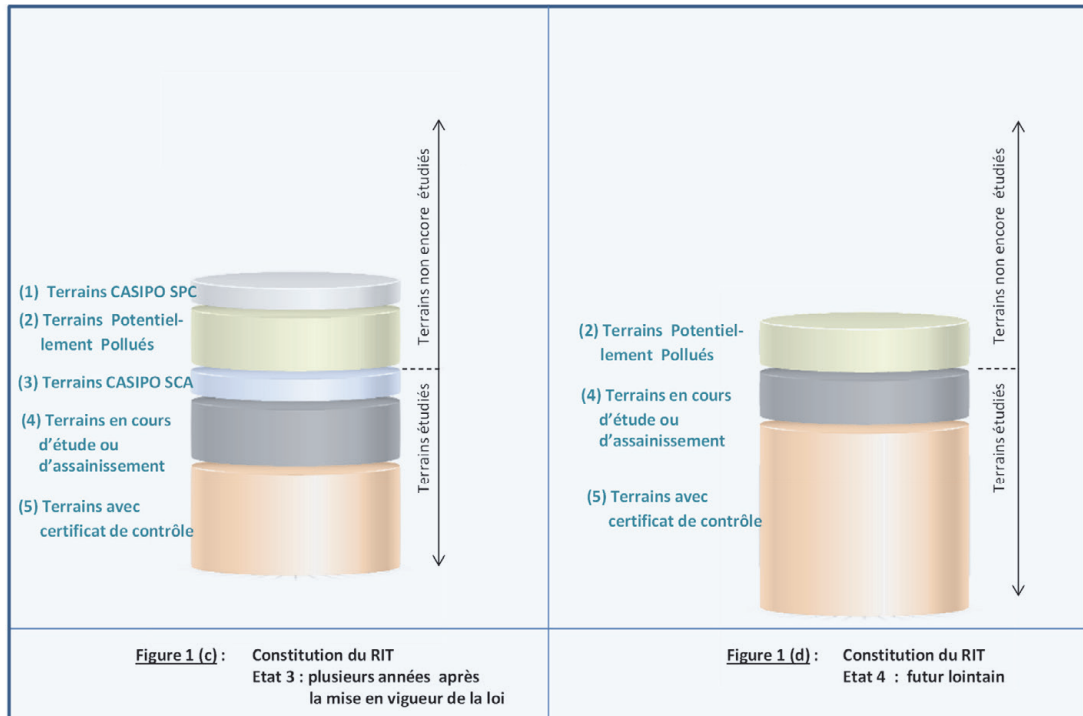 Terrains non encore étudiés
Terrains étudiés
(1) Terrains CASIPO SPC
(2) Terrains Potentiel-
lement Pollués
(3) Terrains CASIPO SCA
(4) Terrains en cours
d'étude ou
d'assainissement
(5) Terrains avec
certificat de contrôle
Figure 1 (c) : Constitution du RIT
Etat 3 : plusieurs années après
la mise en vigueur de la loi
Terrains non encore étudiés
Terrains étudiés
(2) Terrains Potentiel-
lement Pollués
(4) Terrains en cours
d'étude ou
d'assainissement
(5) Terrains avec
certificat de contrôle
Figure 1 (d) : Constitution du RIT
Etat 4 : futur lointain